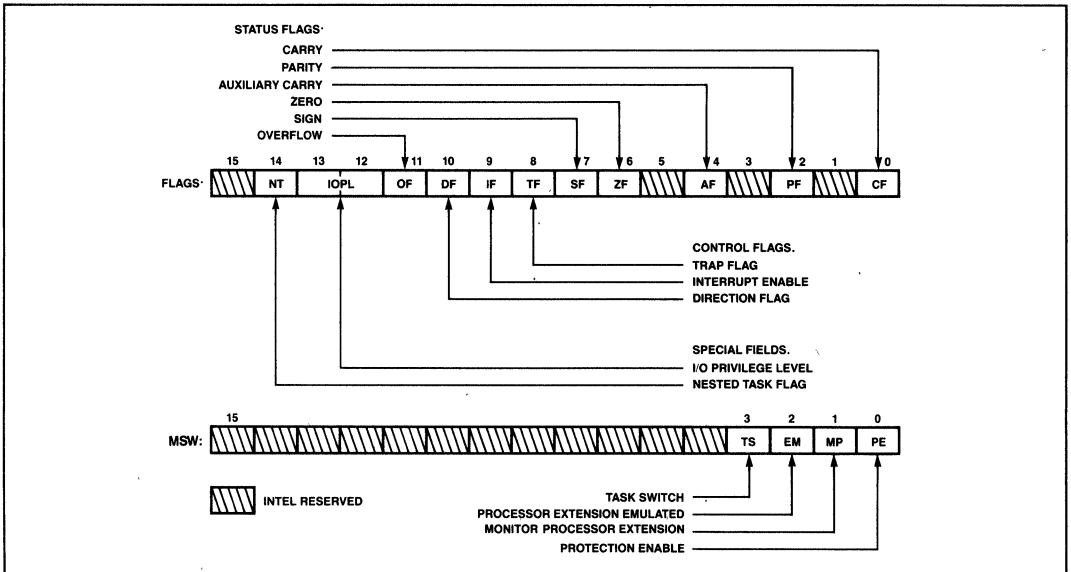 STATUS FLAGS·
CARRY
PARITY
AUXILIARY CARRY
ZERO
SIGN
OVERFLOW
15 14 13 12 11 10 9 8 7 6 5 4 3 2 1 0
FLAGS· NT IOPL OF DF IF TF SF ZF AF PF CF
CONTROL FLAGS.
TRAP FLAG
INTERRUPT ENABLE
DIRECTION FLAG
SPECIAL FIELDS.
I/O PRIVILEGE LEVEL
NESTED TASK FLAG
15 3 2 1 0
MSW: TS EM MP PE
INTEL RESERVED
TASK SWITCH
PROCESSOR EXTENSION EMULATED
MONITOR PROCESSOR EXTENSION
PROTECTION ENABLE